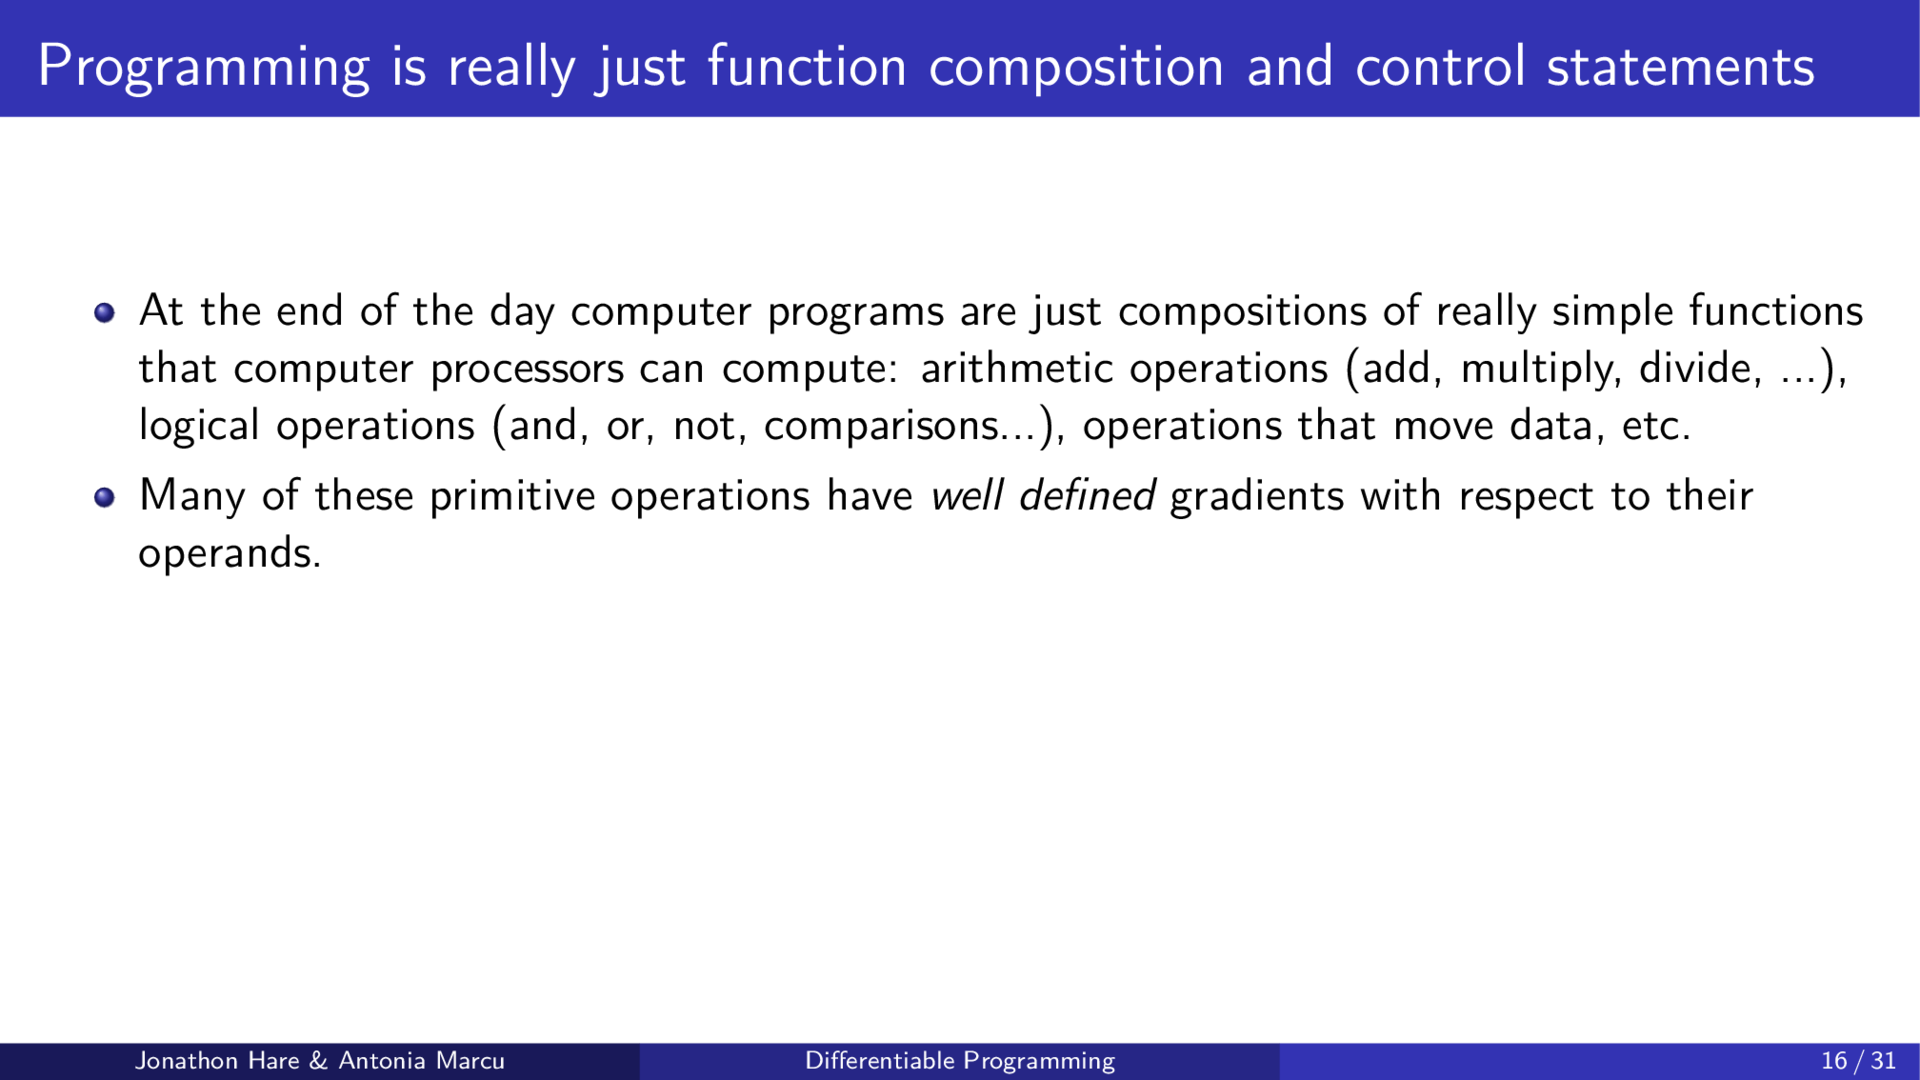 Programming is really just function composition and control statements
At the end of the day computer programs are just compositions of really simple functions
that computer processors can compute: arithmetic operations (add, multiply, divide, ...),
logical operations (and, or, not, comparisons...), operations that move data, etc.
Many of these primitive operations have well defined gradients with respect to their
operands.
Jonathon Hare & Antonia Marcu
Differentiable Programming
16 / 31